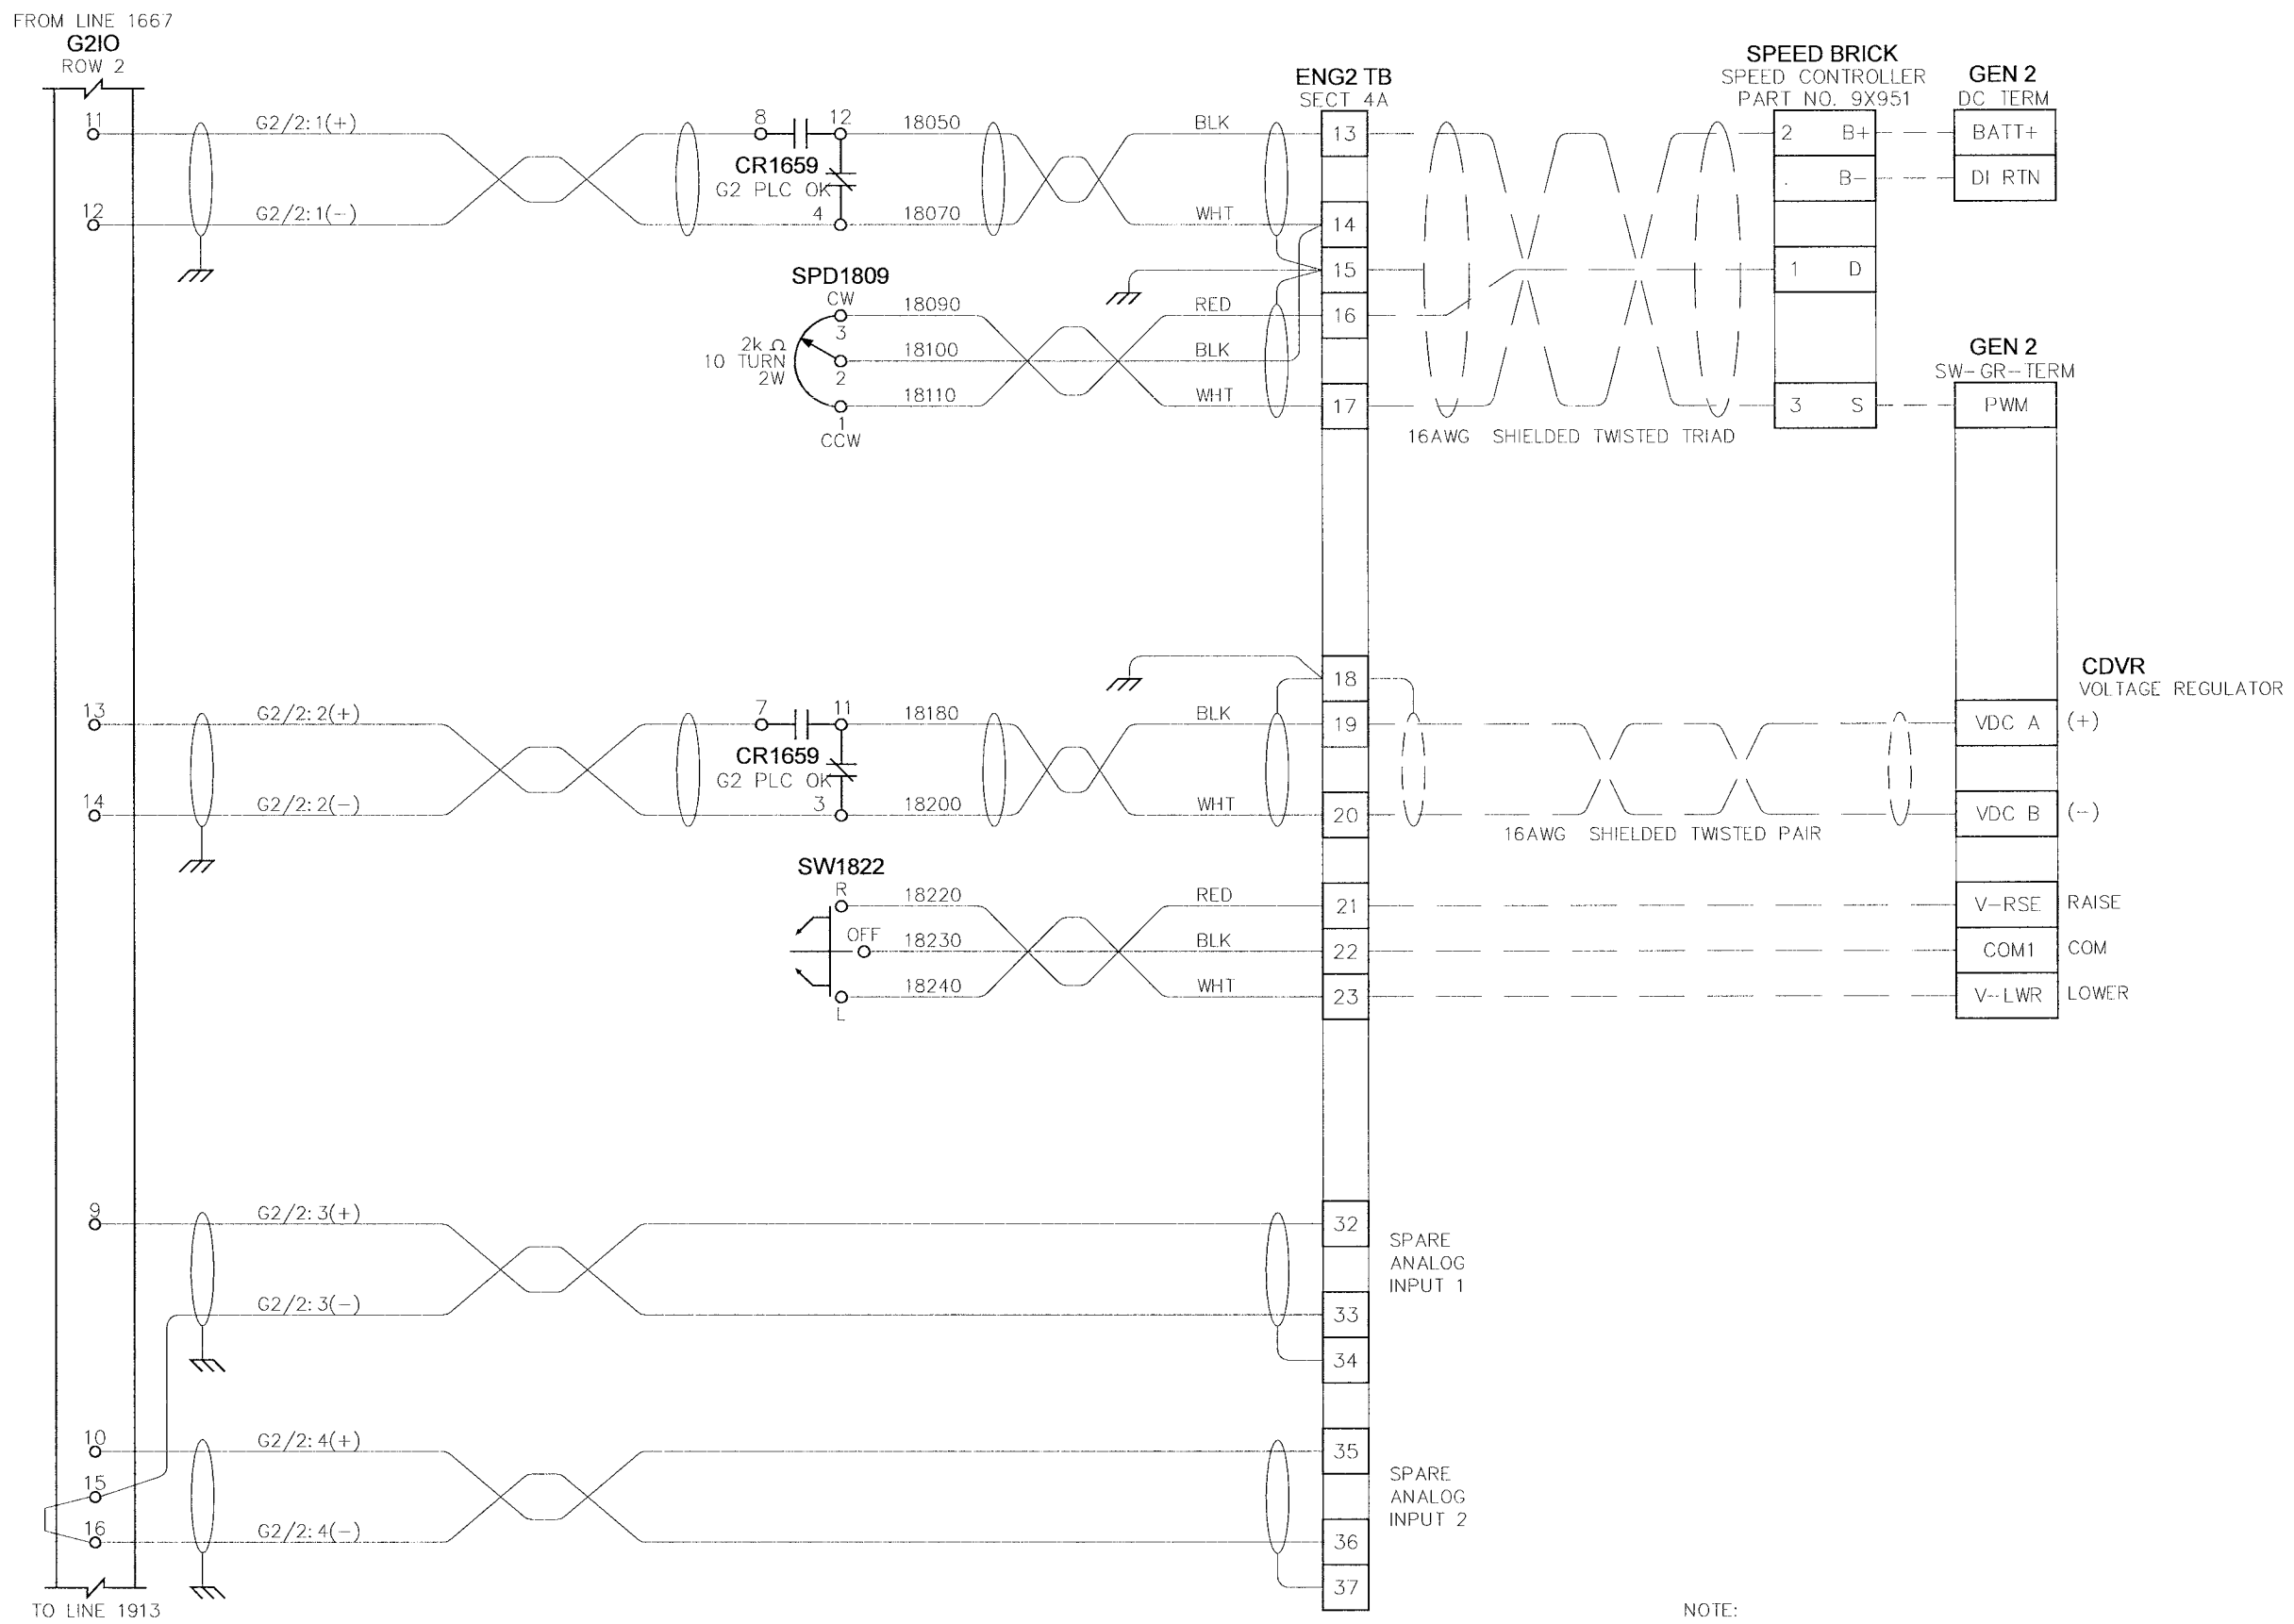 FROM LINE 1667
G2IO
ROW 2
11
G2/2:1(+)
12
G2/2:1(-)
8
12
CR1659
G2 PLC OK
4
18050
18070
BLK
WHT
ENG2 TB
SECT 4A
13
14
15
16
17
SPD1809
CW
3
2k Ω
10 TURN
2W
2
1
CCW
18090
18100
18110
RED
BLK
WHT
16AWG SHIELDED TWISTED TRIAD
SPEED BRICK
SPEED CONTROLLER
PART NO. 9X951
2 B+
B-
1 D
3 S
GEN 2
DC TERM
BATT+
DI RTN
GEN 2
SW-GR-TERM
PWM
13
G2/2:2(+)
14
G2/2:2(-)
7
11
CR1659
G2 PLC OK
3
18180
18200
BLK
WHT
18
19
20
16AWG SHIELDED TWISTED PAIR
CDVR
VOLTAGE REGULATOR
VDC A (+)
VDC B (-)
SW1822
R
OFF
L
18220
18230
18240
RED
BLK
WHT
21
22
23
V-RSE RAISE
COM1 COM
V-LWR LOWER
9
G2/2:3(+)
G2/2:3(-)
32
33
34
SPARE
ANALOG
INPUT 1
10
G2/2:4(+)
15
16
G2/2:4(-)
35
36
37
SPARE
ANALOG
INPUT 2
TO LINE 1913
NOTE: